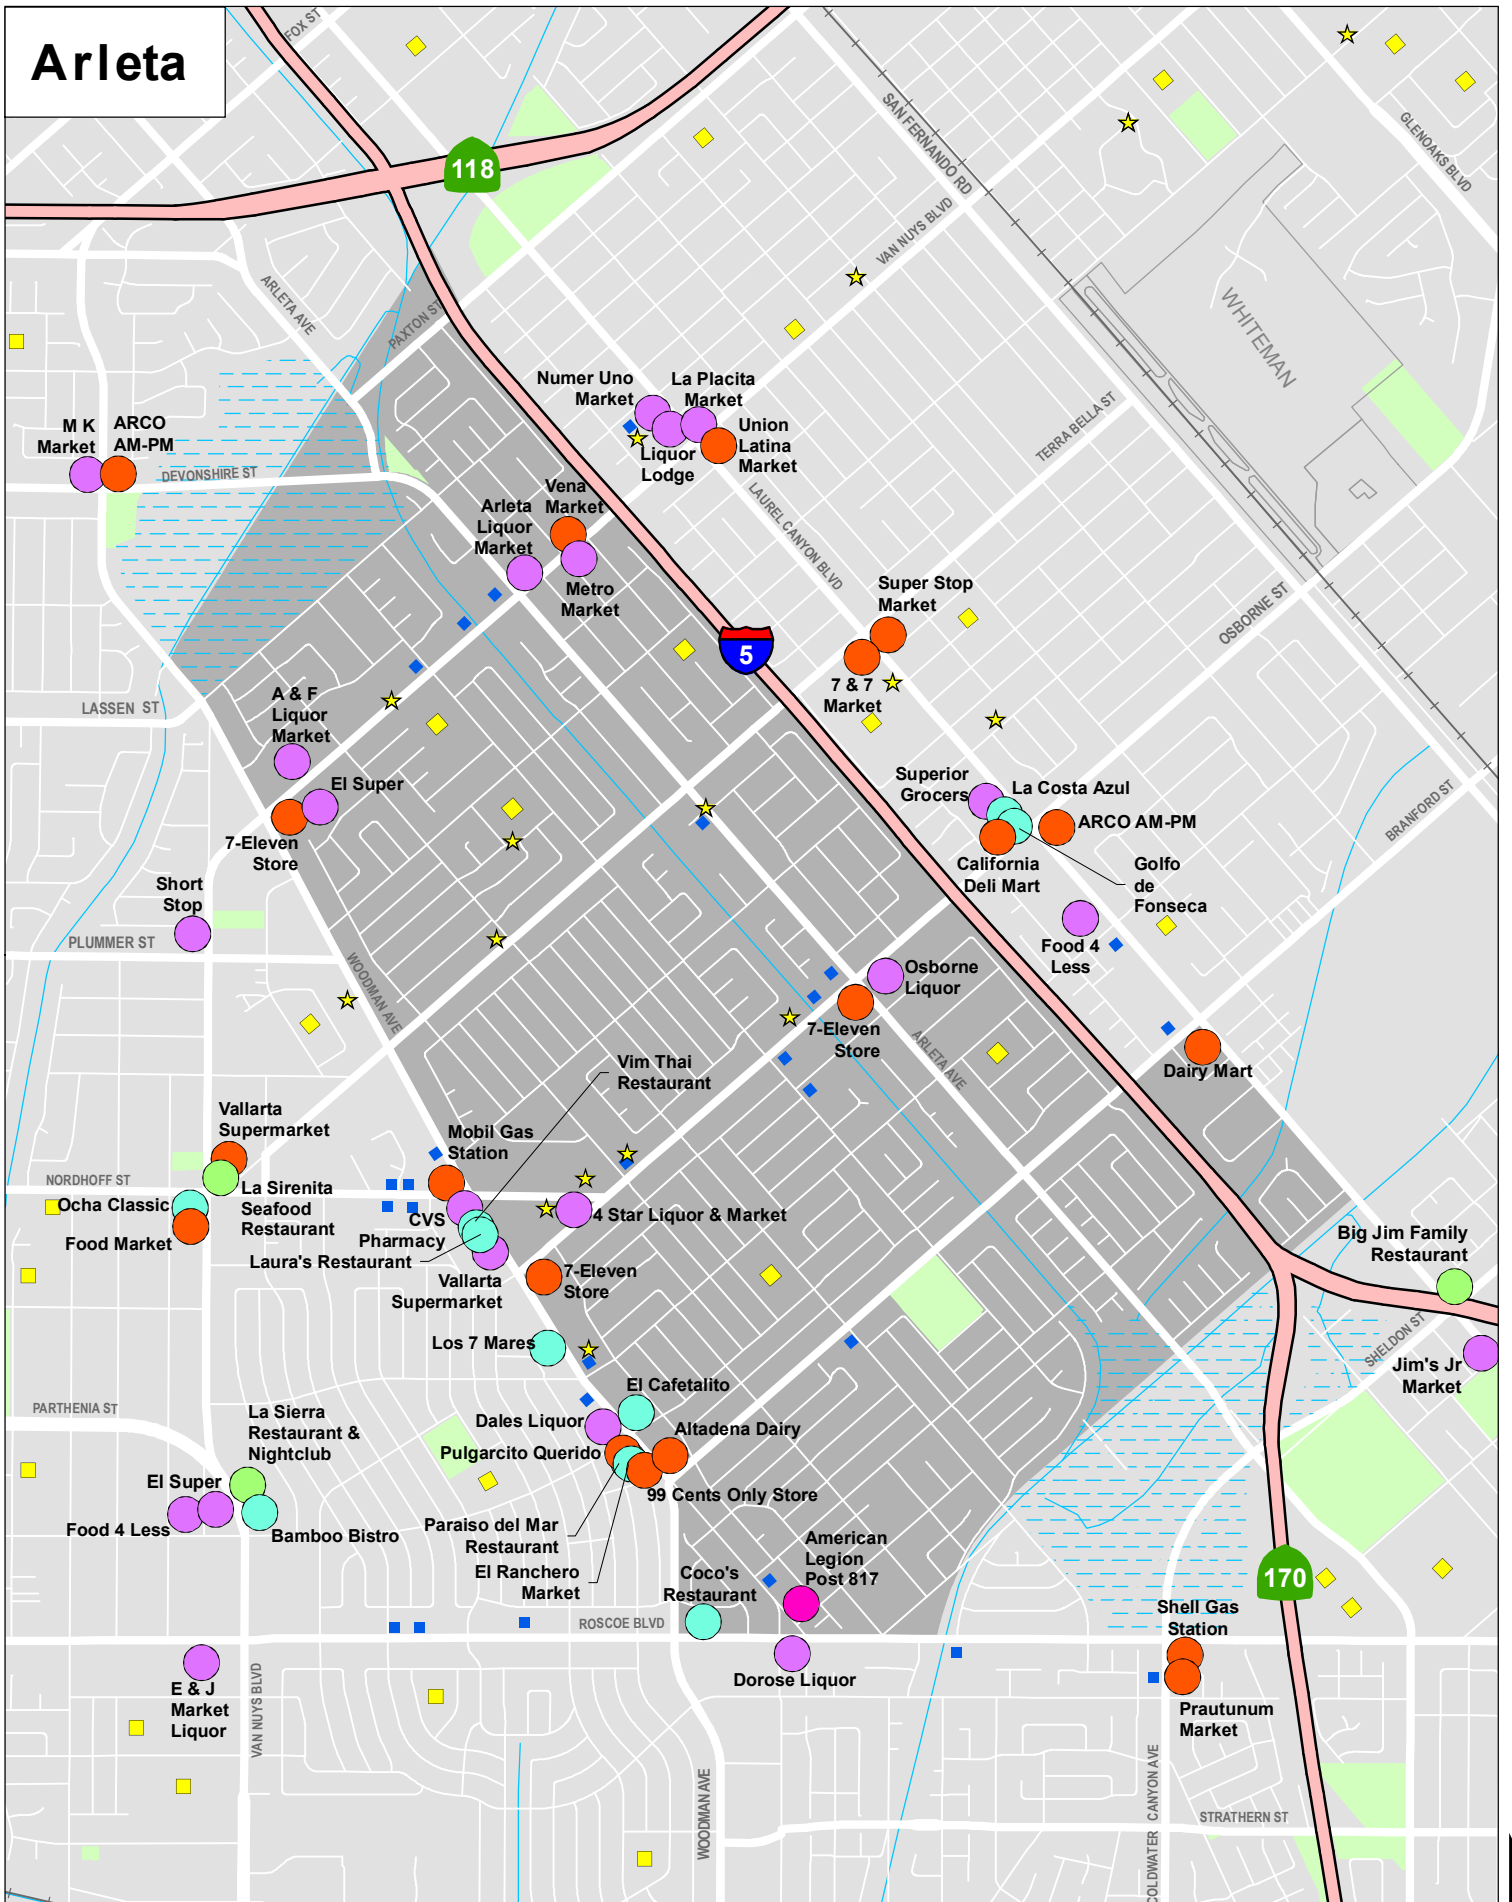 Arleta
FOX ST
118
SAN FERNANDO RD
GLENOAKS BLVD
VAN NUYS BLVD
ARLETA AVE
PAXTON ST
WHITEMAN
Numer Uno
Market
La Placita
Market
Union
Latina
Market
Liquor
Lodge
TERRA BELLA ST
M K
Market
ARCO
AM-PM
DEVONSHIRE ST
Vena
Market
Arleta
Liquor
Market
Metro
Market
LAUREL CANYON BLVD
Super Stop
Market
OSBORNE ST
5
7 & 7
Market
LASSEN ST
A & F
Liquor
Market
El Super
7-Eleven
Store
Superior
Grocers
La Costa Azul
ARCO AM-PM
California
Deli Mart
Golfo
de
Fonseca
BRANFORD ST
Short
Stop
PLUMMER ST
Food 4
Less
WOODMAN AVE
Osborne
Liquor
7-Eleven
Store
ARLETA AVE
Dairy Mart
Vim Thai
Restaurant
Vallarta
Supermarket
Mobil Gas
Station
NORDHOFF ST
Ocha Classic
La Sirenita
Seafood
Restaurant
Food Market
CVS
Pharmacy
4 Star Liquor & Market
Laura's Restaurant
Vallarta
Supermarket
7-Eleven
Store
Big Jim Family
Restaurant
SHELDON ST
Jim's Jr
Market
Los 7 Mares
El Cafetalito
PARTHENIA ST
La Sierra
Restaurant &
Nightclub
Dales Liquor
Altadena Dairy
Pulgarcito Querido
El Super
99 Cents Only Store
Food 4 Less
Bamboo Bistro
Paraiso del Mar
Restaurant
El Ranchero
Market
Coco's
Restaurant
American
Legion
Post 817
170
Shell Gas
Station
ROSCOE BLVD
E & J
Market
Liquor
VAN NUYS BLVD
Dorose Liquor
Prautunum
Market
WOODMAN AVE
COLDWATER CANYON AVE
STRATHERN ST